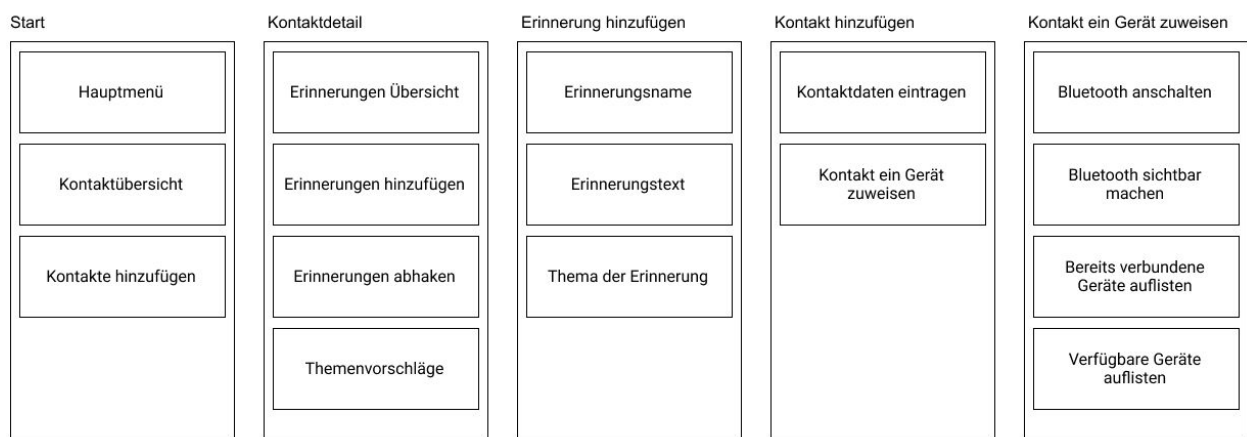 Start
Hauptmenü
Kontaktübersicht
Kontakte hinzufügen
Kontaktdetail
Erinnerungen Übersicht
Erinnerungen hinzufügen
Erinnerungen abhaken
Themenvorschläge
Erinnerung hinzufügen
Erinnerungsname
Erinnerungstext
Thema der Erinnerung
Kontakt hinzufügen
Kontaktdaten eintragen
Kontakt ein Gerät
zuweisen
Kontakt ein Gerät zuweisen
Bluetooth anschalten
Bluetooth sichtbar
machen
Bereits verbundene
Geräte auflisten
Verfügbare Geräte
auflisten